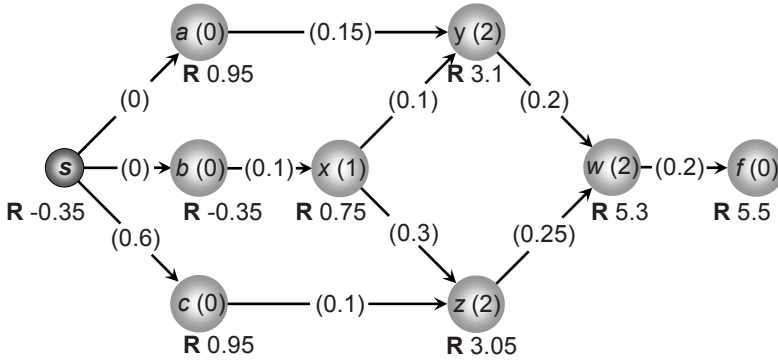 a (0)
(0.15)
y (2)
R 0.95
R 3.1
(0)
(0.1)
(0.2)
s
(0)
b (0)
(0.1)
x (1)
w (2)
(0.2)
f (0)
R -0.35
R -0.35
R 0.75
R 5.3
R 5.5
(0.6)
(0.3)
(0.25)
c (0)
(0.1)
z (2)
R 0.95
R 3.05